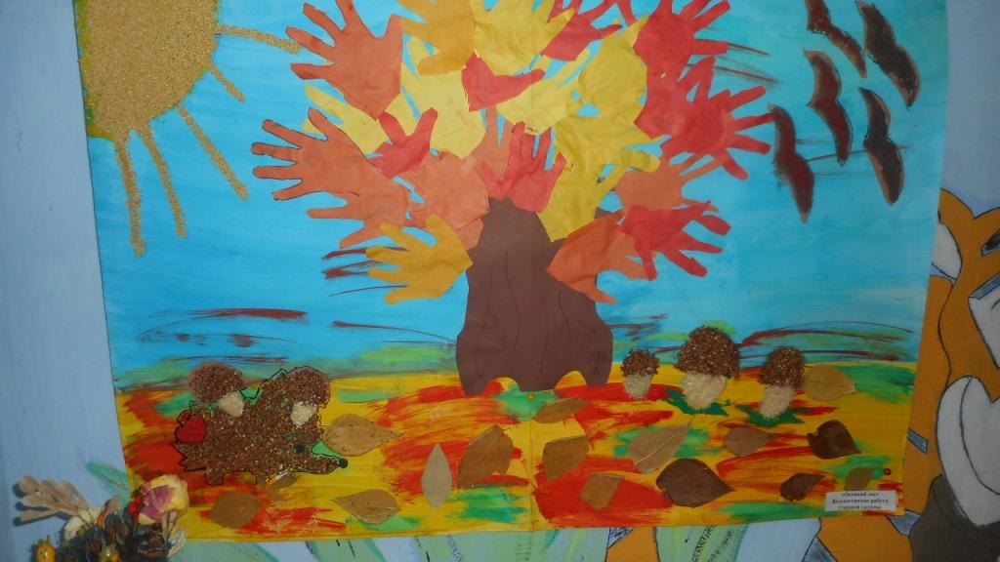 «Осенний лес»
Коллективная работа
старшей группы